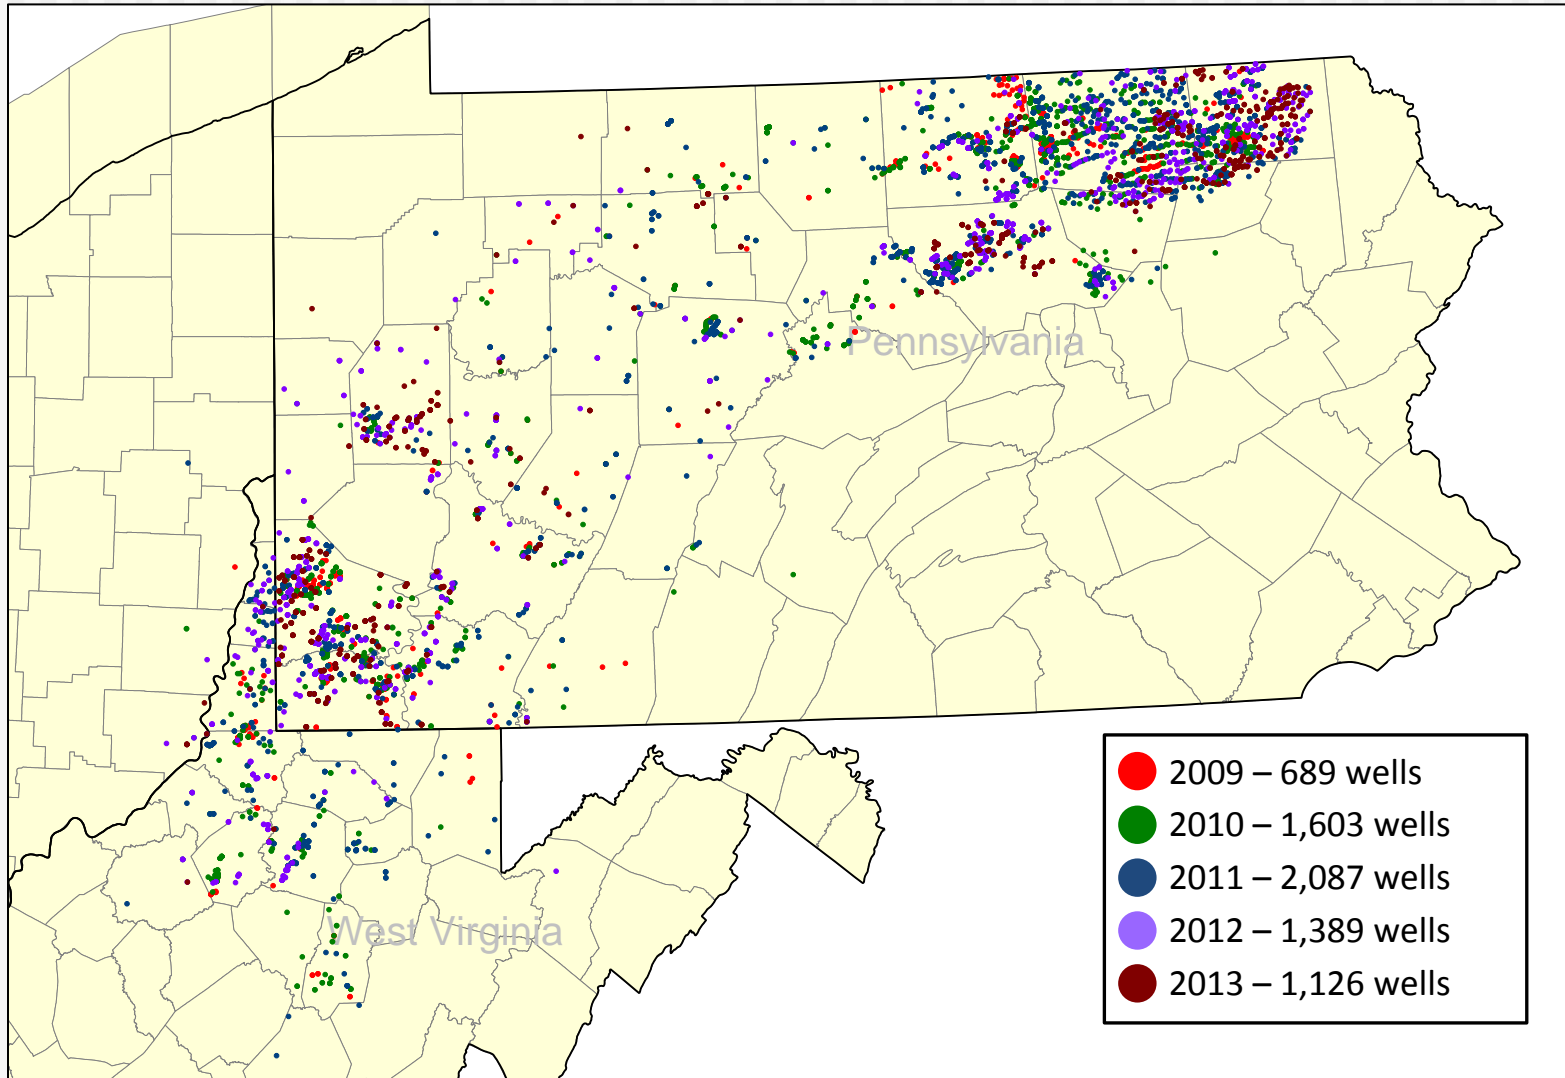 Pennsylvania
West Virginia
2009 – 689 wells
2010 – 1,603 wells
2011 – 2,087 wells
2012 – 1,389 wells
2013 – 1,126 wells